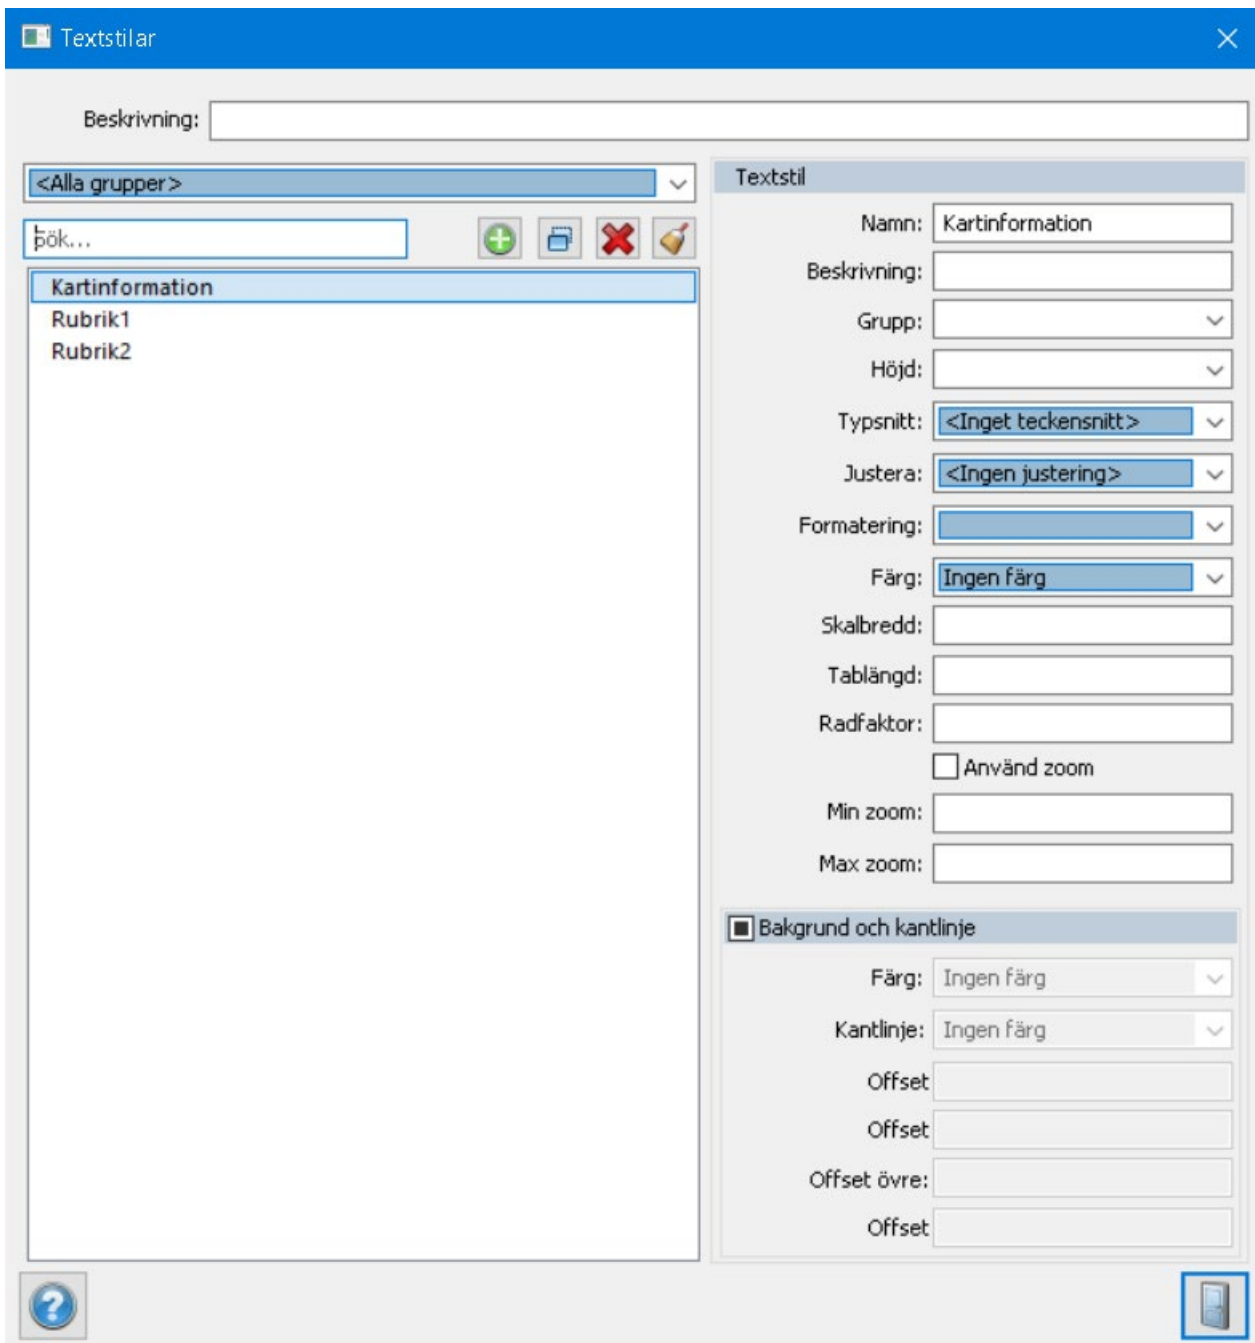 Textstilar
Beskrivning:
<Alla grupper>
Sök...
Kartinformation
Rubrik1
Rubrik2
Textstil
Namn: Kartinformation
Beskrivning:
Grupp:
Höjd:
Typsnitt: <Inget teckensnitt>
Justera: <Ingen justering>
Formatering:
Färg: Ingen färg
Skalbredd:
Tablängd:
Radfaktor:
Använd zoom
Min zoom:
Max zoom:
Bakgrund och kantlinje
Färg: Ingen färg
Kantlinje: Ingen färg
Offset
Offset
Offset övre:
Offset